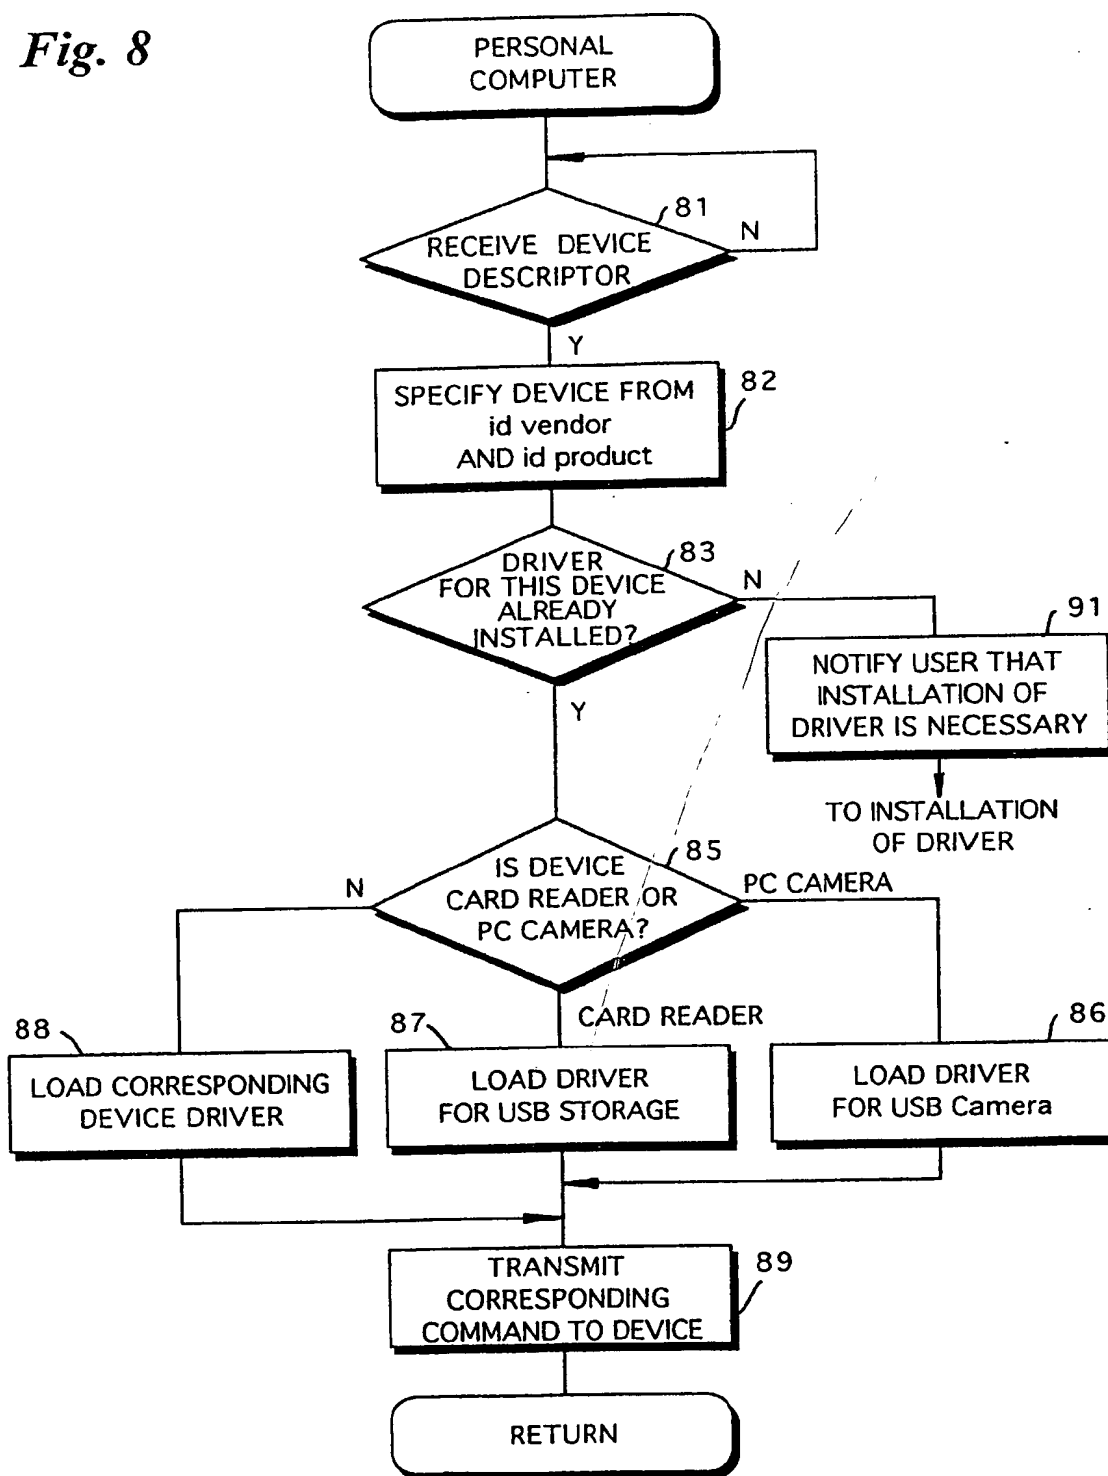 Fig. 8
PERSONAL
COMPUTER
81
N
RECEIVE DEVICE
DESCRIPTOR
Y
82
SPECIFY DEVICE FROM
id vendor
AND id product
83
DRIVER
FOR THIS DEVICE
ALREADY
INSTALLED?
N
91
NOTIFY USER THAT
INSTALLATION OF
DRIVER IS NECESSARY
Y
TO INSTALLATION
OF DRIVER
85
IS DEVICE
CARD READER OR
PC CAMERA?
N
PC CAMERA
CARD READER
88
LOAD CORRESPONDING
DEVICE DRIVER
87
LOAD DRIVER
FOR USB STORAGE
86
LOAD DRIVER
FOR USB Camera
TRANSMIT
CORRESPONDING
COMMAND TO DEVICE
89
RETURN